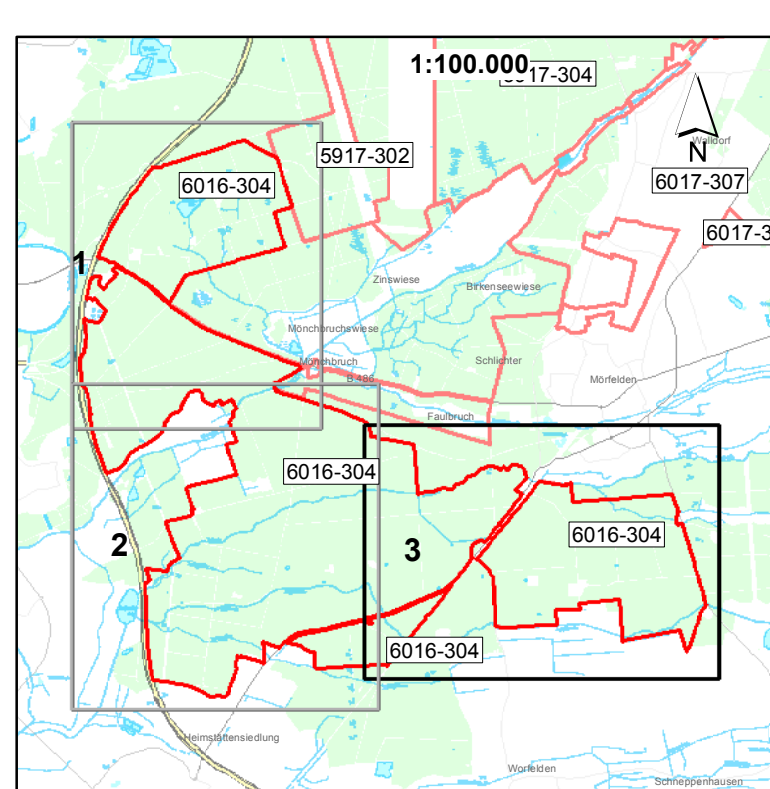 1:100.000
6017-304
Walldorf
N
5917-302
6016-304
6017-307
6017-3
1
Zinswiese
Birkenseewiese
Mönchbruchswiese
Mönchbruch
Schlichter
B 486
Mörfelden
Faulbruch
6016-304
6016-304
2
3
6016-304
Heimstättensiedlung
Worfelden
Schneppenhausen